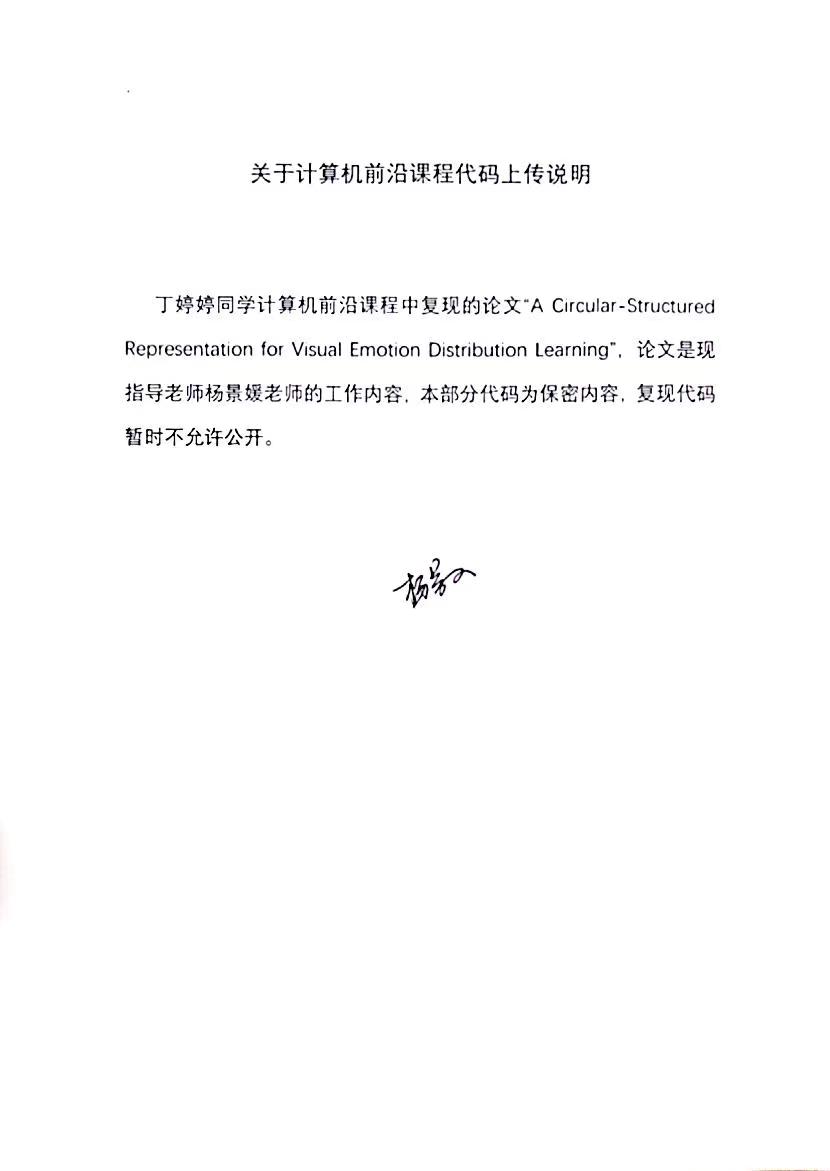 关于计算机前沿课程代码上传说明
丁婷婷同学计算机前沿课程中复现的论文“A Circular-Structured
Representation for Visual Emotion Distribution Learning”，论文是现
指导老师杨景媛老师的工作内容，本部分代码为保密内容，复现代码
暂时不允许公开。